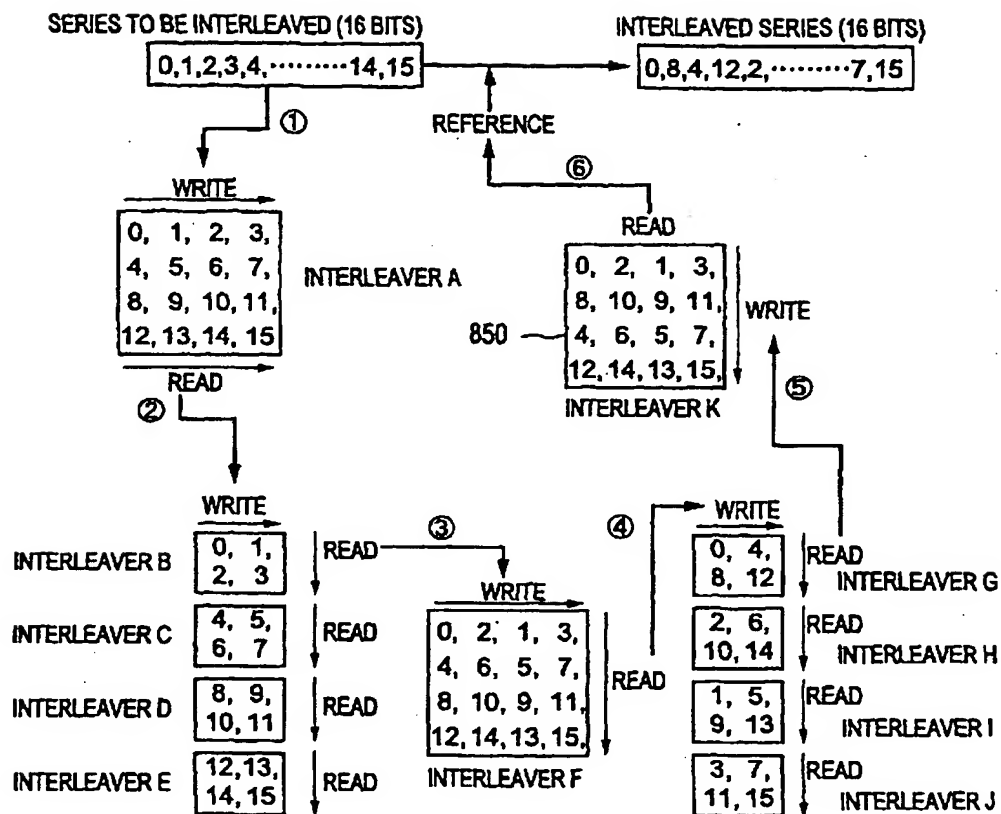 SERIES TO BE INTERLEAVED (16 BITS)
0,1,2,3,4,·········14,15
INTERLEAVED SERIES (16 BITS)
0,8,4,12,2,·········7,15
①
REFERENCE
⑥
WRITE
0, 1, 2, 3,
4, 5, 6, 7,
8, 9, 10, 11,
12, 13, 14, 15
READ
INTERLEAVER A
READ
0, 2, 1, 3,
8, 10, 9, 11,
4, 6, 5, 7,
12, 14, 13, 15,
WRITE
850
INTERLEAVER K
②
⑤
WRITE
INTERLEAVER B
0, 1,
2, 3
READ
INTERLEAVER C
4, 5,
6, 7
READ
INTERLEAVER D
8, 9,
10, 11
READ
INTERLEAVER E
12, 13,
14, 15
READ
③
WRITE
0, 2, 1, 3,
4, 6, 5, 7,
8, 10, 9, 11,
12, 14, 13, 15,
READ
INTERLEAVER F
④
WRITE
0, 4,
8, 12
READ
INTERLEAVER G
2, 6,
10, 14
READ
INTERLEAVER H
1, 5,
9, 13
READ
INTERLEAVER I
3, 7,
11, 15
READ
INTERLEAVER J